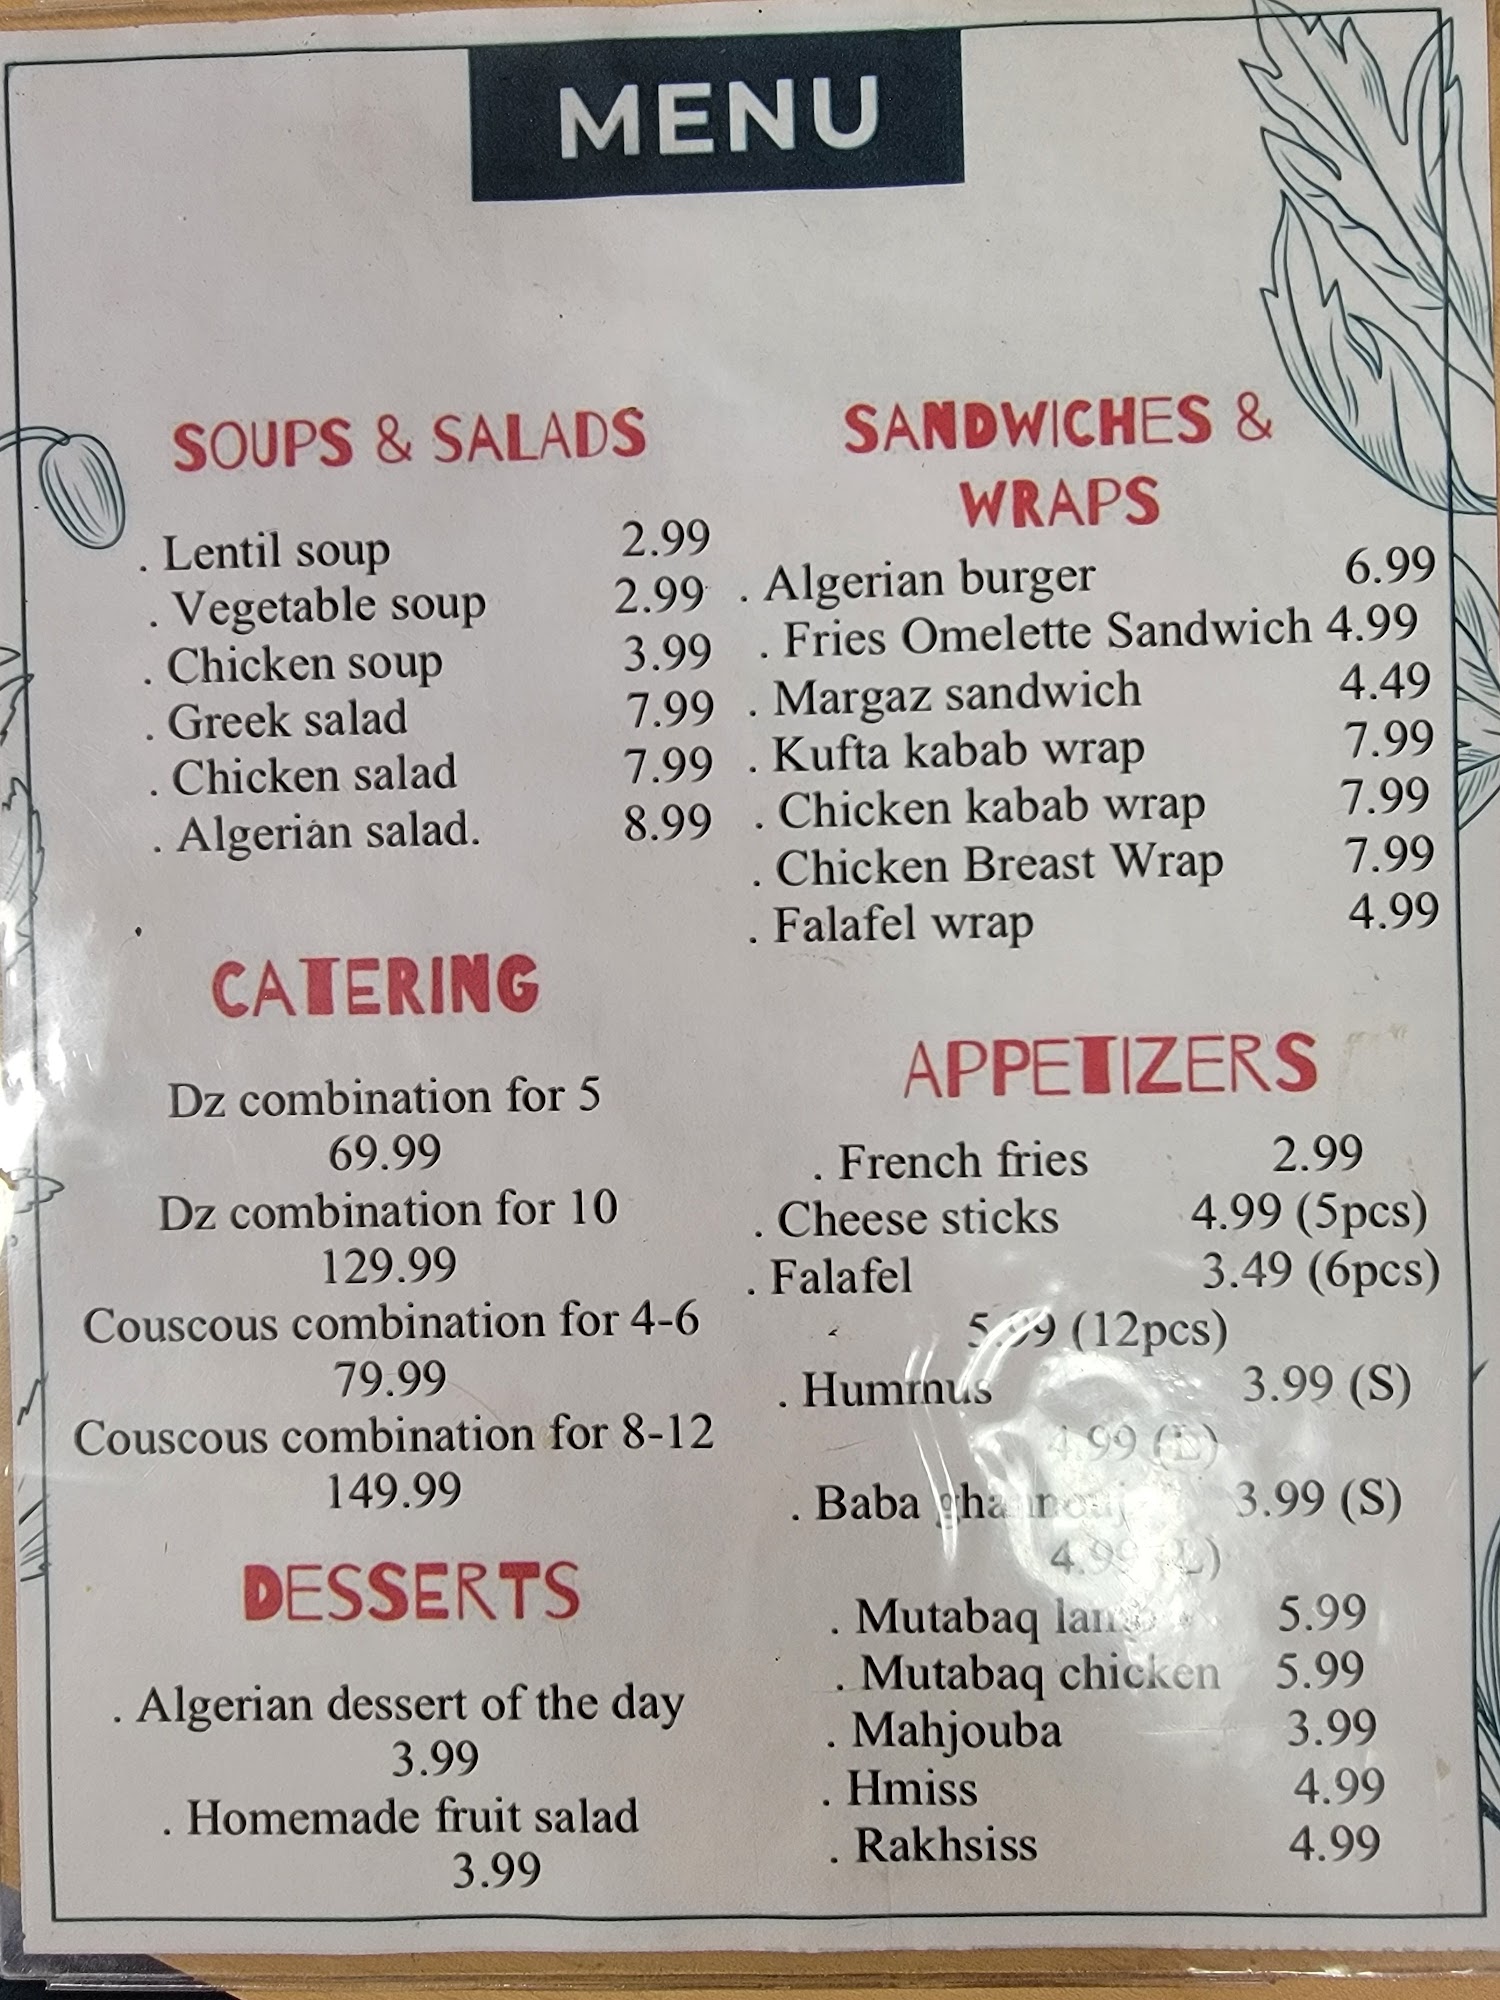 MENU
SOUPS & SALADS
. Lentil soup 2.99
. Vegetable soup 2.99
. Chicken soup 3.99
. Greek salad 7.99
. Chicken salad 7.99
. Algerian salad. 8.99
CATERING
Dz combination for 5
69.99
Dz combination for 10
129.99
Couscous combination for 4-6
79.99
Couscous combination for 8-12
149.99
DESSERTS
. Algerian dessert of the day
3.99
. Homemade fruit salad
3.99
SANDWICHES &
WRAPS
. Algerian burger 6.99
. Fries Omelette Sandwich 4.99
. Margaz sandwich 4.49
. Kufta kabab wrap 7.99
. Chicken kabab wrap 7.99
. Chicken Breast Wrap 7.99
. Falafel wrap 4.99
APPETIZERS
. French fries 2.99
. Cheese sticks 4.99 (5pcs)
. Falafel 3.49 (6pcs)
5.99 (12pcs)
. Hummus 3.99 (S)
4.99 (L)
. Baba 3.99 (S)
4.99 (L)
. Mutabaq lamb 5.99
. Mutabaq chicken 5.99
. Mahjouba 3.99
. Hmiss 4.99
. Rakhsiss 4.99